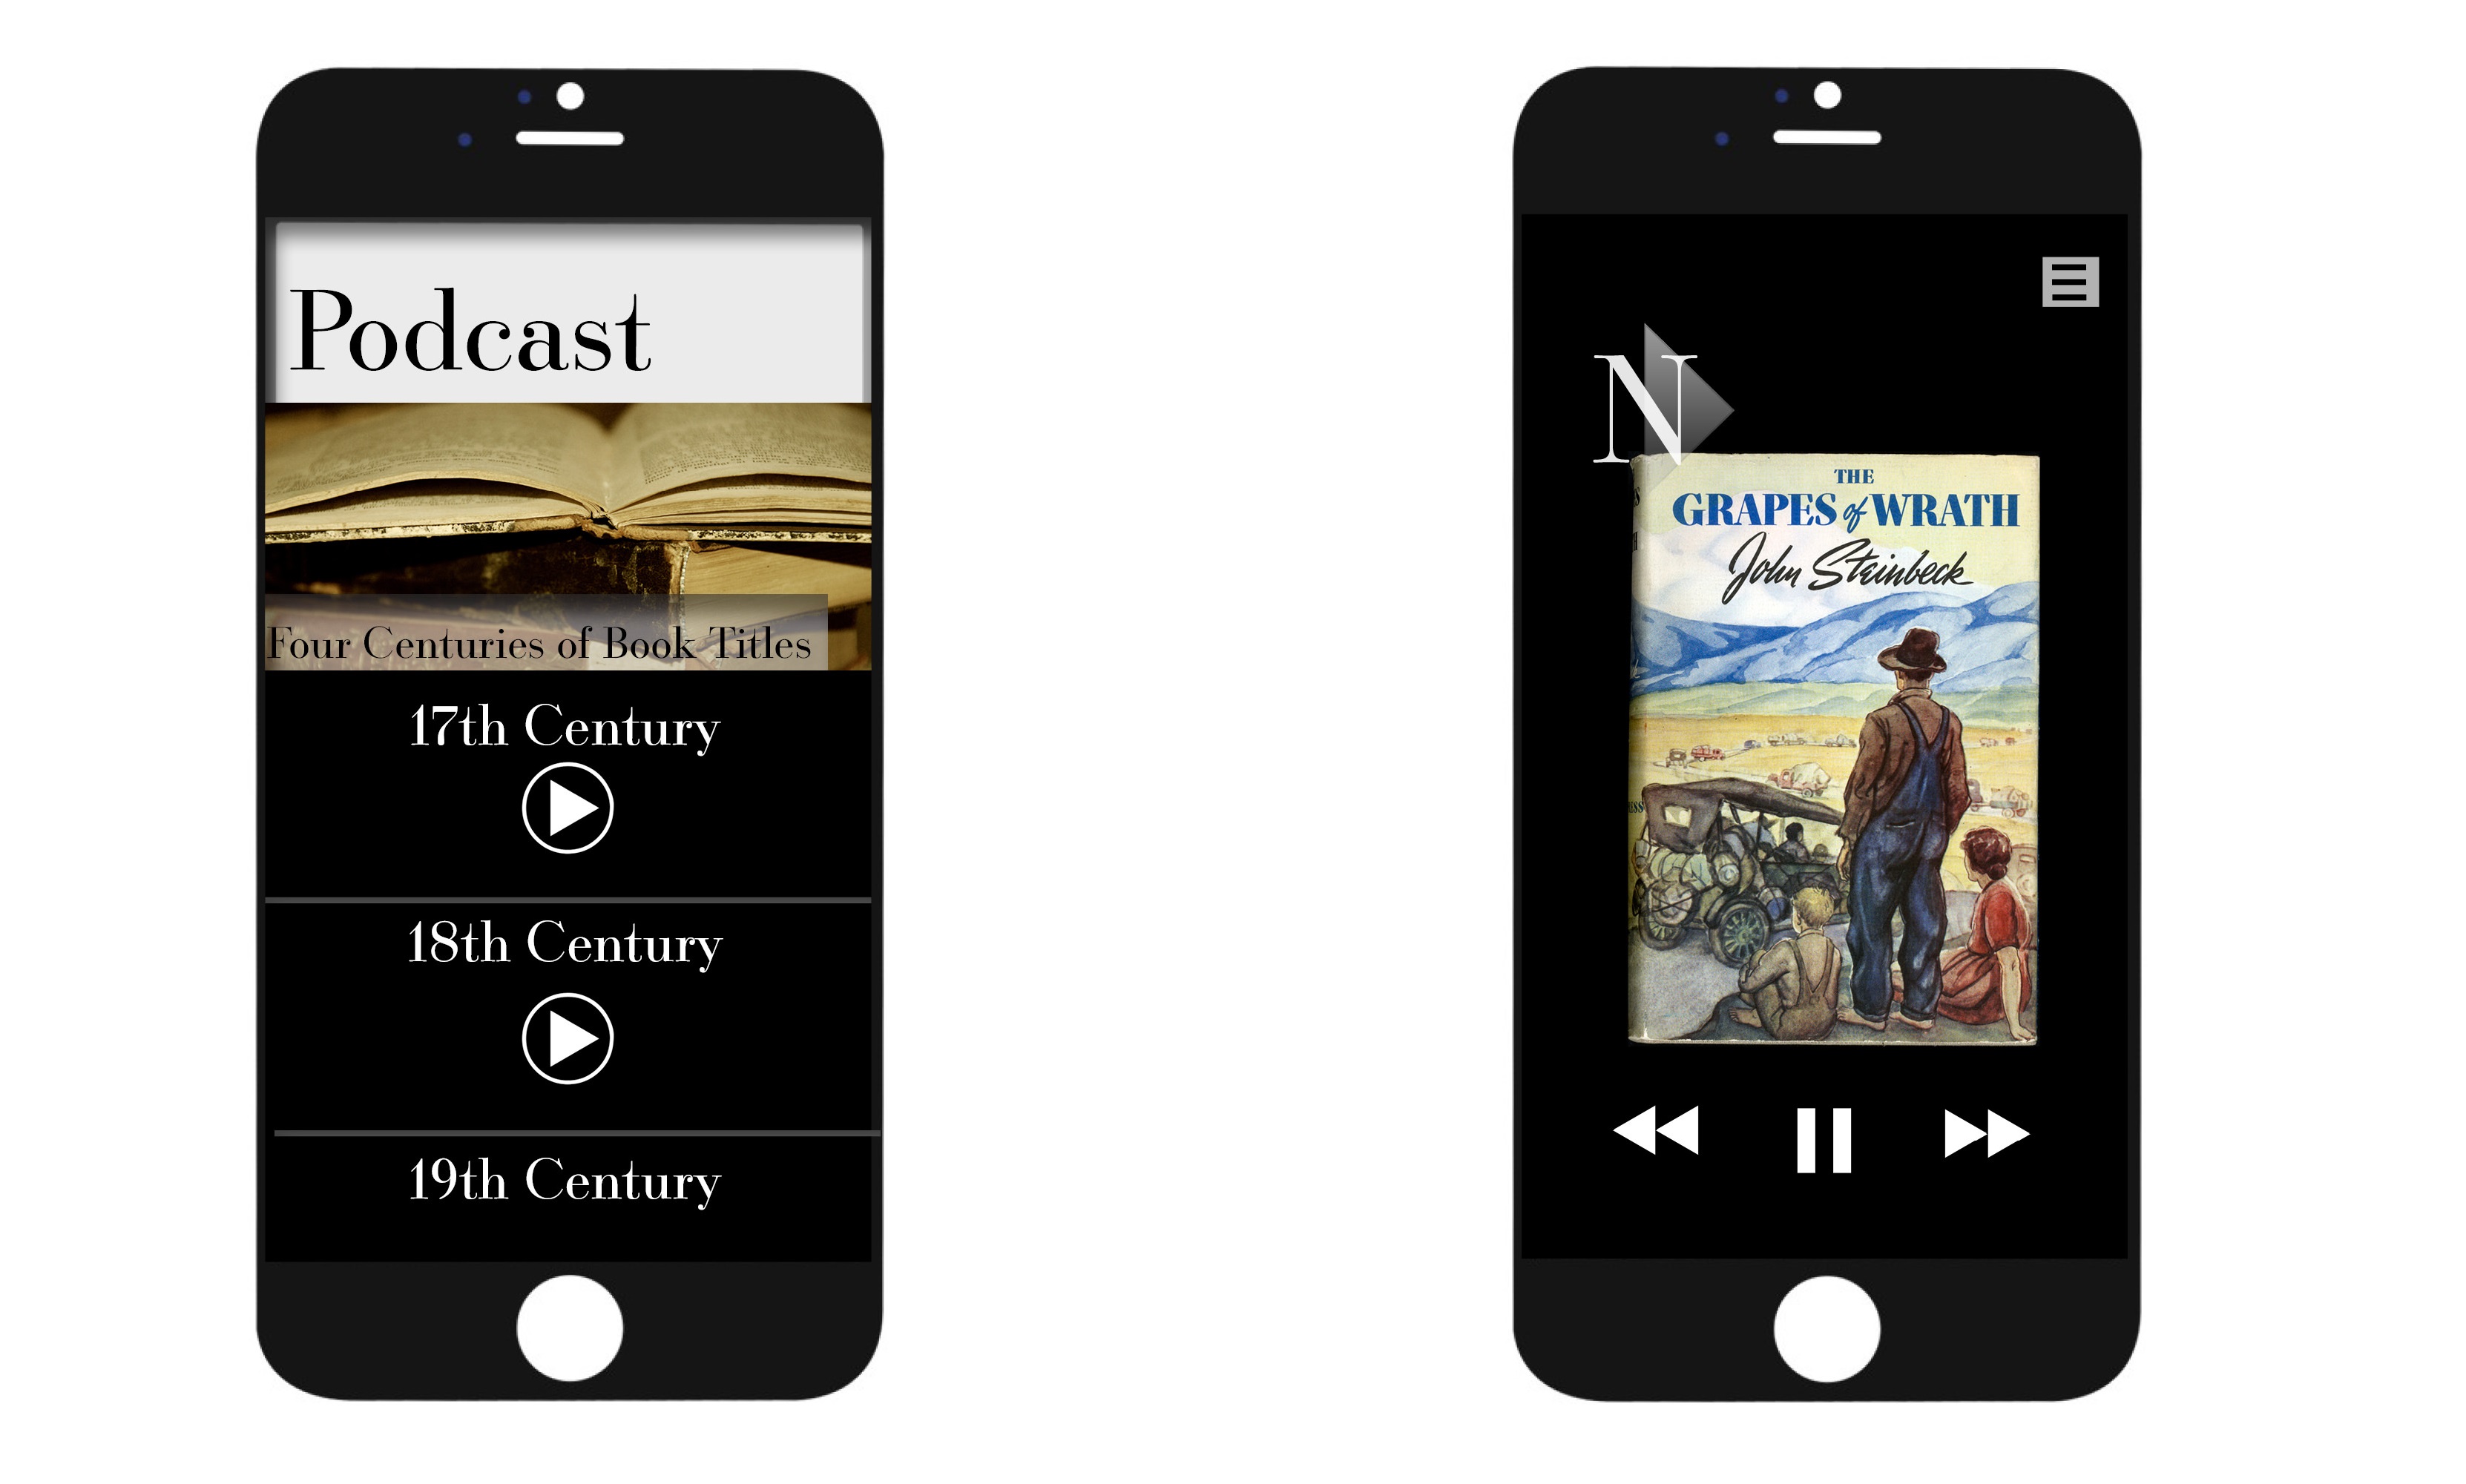 Podcast
Four Centuries of Book Titles
17th Century
18th Century
19th Century
N
THE
GRAPES of WRATH
John Steinbeck